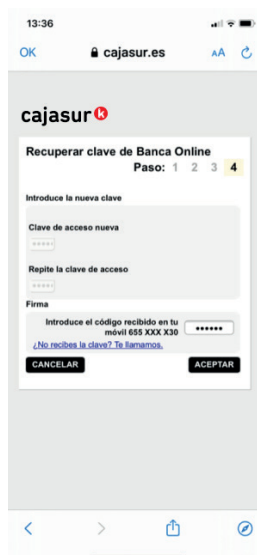 13:36
OK cajasur.es AA
cajasur k
Recuperar clave de Banca Online
Paso: 1 2 3 4
Introduce la nueva clave
Clave de acceso nueva
•••••
Repite la clave de acceso
•••••
Firma
Introduce el código recibido en tu
móvil 655 XXX X30 ••••••
¿No recibes la clave? Te llamamos.
CANCELAR ACEPTAR